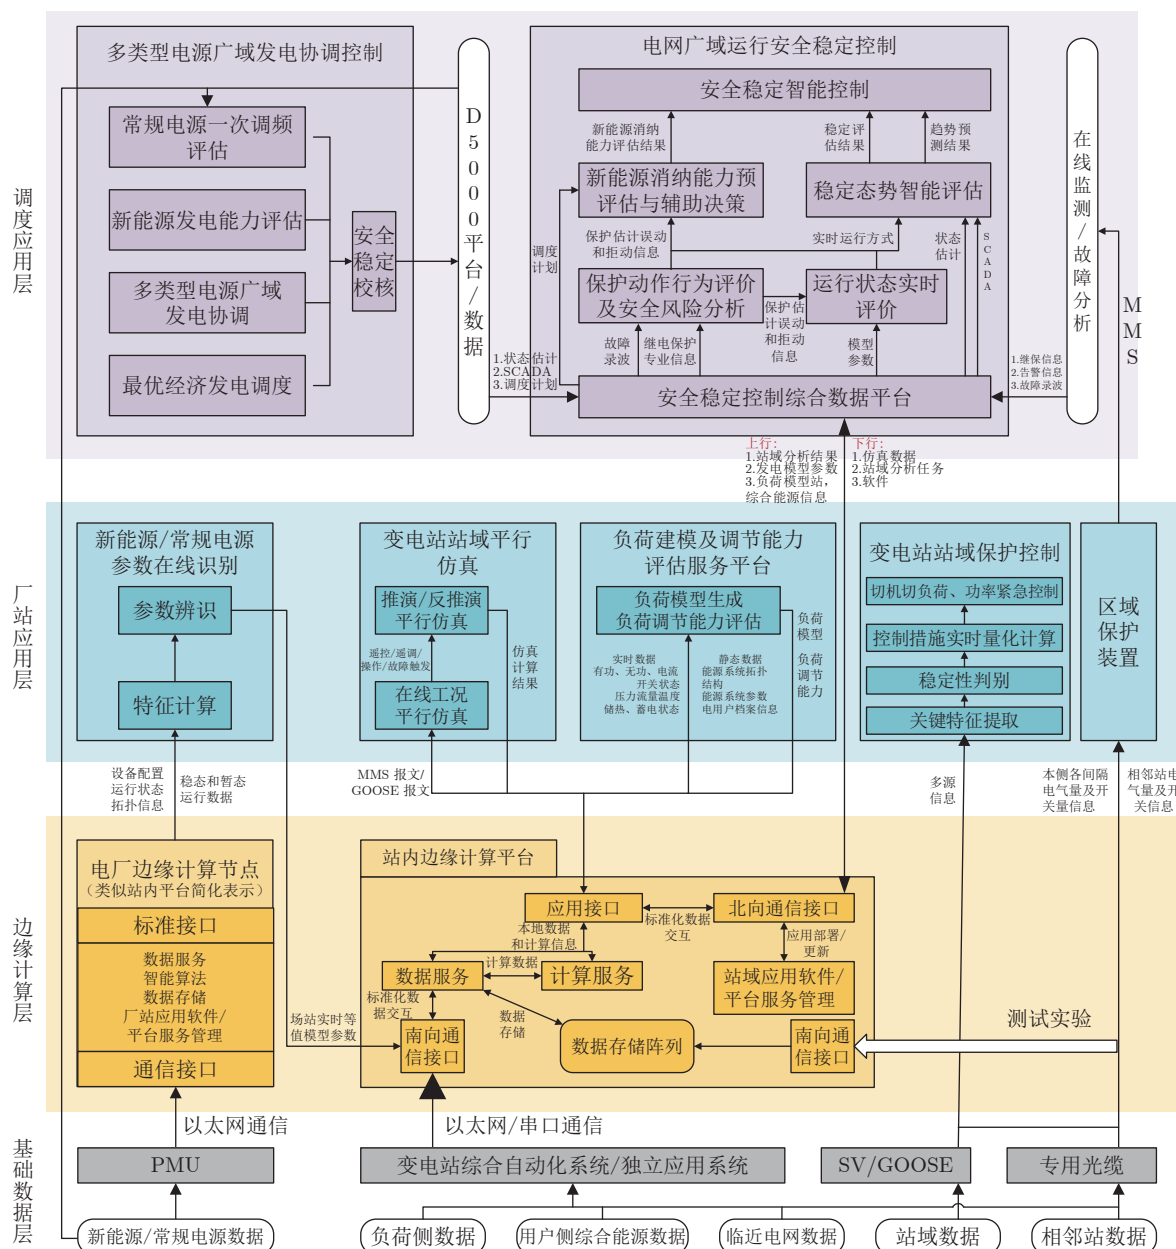 调度应用层
多类型电源广域发电协调控制
常规电源一次调频
评估
新能源发电能力评估
多类型电源广域
发电协调
最优经济发电调度
安全
稳定
校核
D5000平台/数据
电网广域运行安全稳定控制
安全稳定智能控制
新能源消纳
能力评估结果
稳定评
估结果
趋势预
测结果
新能源消纳能力预
评估与辅助决策
稳定态势智能评估
调度
计划
保护估计误动
和拒动信息
实时运行方式
状态
估计
SCADA
保护动作行为评价
及安全风险分析
保护估
计误动
和拒动
信息
运行状态实时
评价
故障
录波
继电保护
专业信息
模型
参数
1.状态估计
2.SCADA
3.调度计划
安全稳定控制综合数据平台
1.继保信息
2.告警信息
3.故障录波
在线监测/故障分析
MMS
上行:
1.站域分析结果
2.发电模型参数
3.负荷模型站，
综合能源信息
下行:
1.仿真数据
2.站域分析任务
3.软件
厂站应用层
新能源/常规电源
参数在线识别
参数辨识
特征计算
变电站站域平行
仿真
推演/反推演
平行仿真
遥控/遥调/
操作/故障触发
在线工况
平行仿真
仿真
计算
结果
负荷建模及调节能力
评估服务平台
负荷模型生成
负荷调节能力评估
实时数据
有功、无功、电流
开关状态
压力流量温度
储热、蓄电状态
静态数据
能源系统拓扑
结构
能源系统参数
电用户档案信息
负荷
模型
负荷
调节
能力
变电站站域保护控制
切机切负荷、功率紧急控制
控制措施实时量化计算
稳定性判别
关键特征提取
区域
保护
装置
设备配置
运行状态
拓扑信息
稳态和暂态
运行数据
MMS 报文/
GOOSE 报文
多源
信息
本侧各间隔
电气量及开
关量信息
相邻站电
气量及开
关信息
边缘计算层
电厂边缘计算节点
（类似站内平台简化表示）
标准接口
数据服务
智能算法
数据存储
厂站应用软件/
平台服务管理
通信接口
场站实时等
值模型参数
站内边缘计算平台
应用接口
标准化数据
交互
北向通信接口
本地数据
和计算信息
应用部署/
更新
数据服务
计算数据
计算服务
站域应用软件/
平台服务管理
标准化数
据交互
数据
存储
南向通
信接口
数据存储阵列
南向通
信接口
测试实验
以太网通信
以太网/串口通信
基础数据层
PMU
变电站综合自动化系统/独立应用系统
SV/GOOSE
专用光缆
新能源/常规电源数据
负荷侧数据
用户侧综合能源数据
临近电网数据
站域数据
相邻站数据